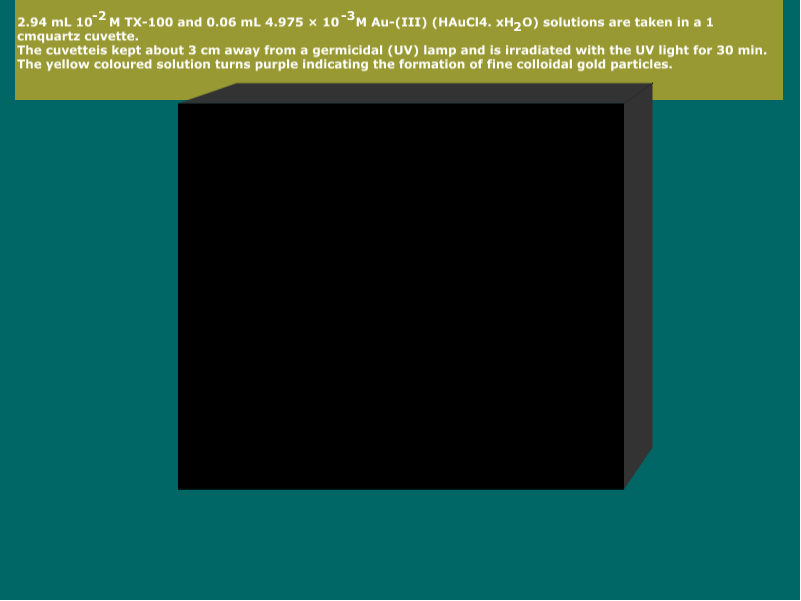 2.94 mL 10⁻² M TX-100 and 0.06 mL 4.975 × 10⁻³M Au-(III) (HAuCl4. xH₂O) solutions are taken in a 1
cmquartz cuvette.
The cuvetteis kept about 3 cm away from a germicidal (UV) lamp and is irradiated with the UV light for 30 min.
The yellow coloured solution turns purple indicating the formation of fine colloidal gold particles.